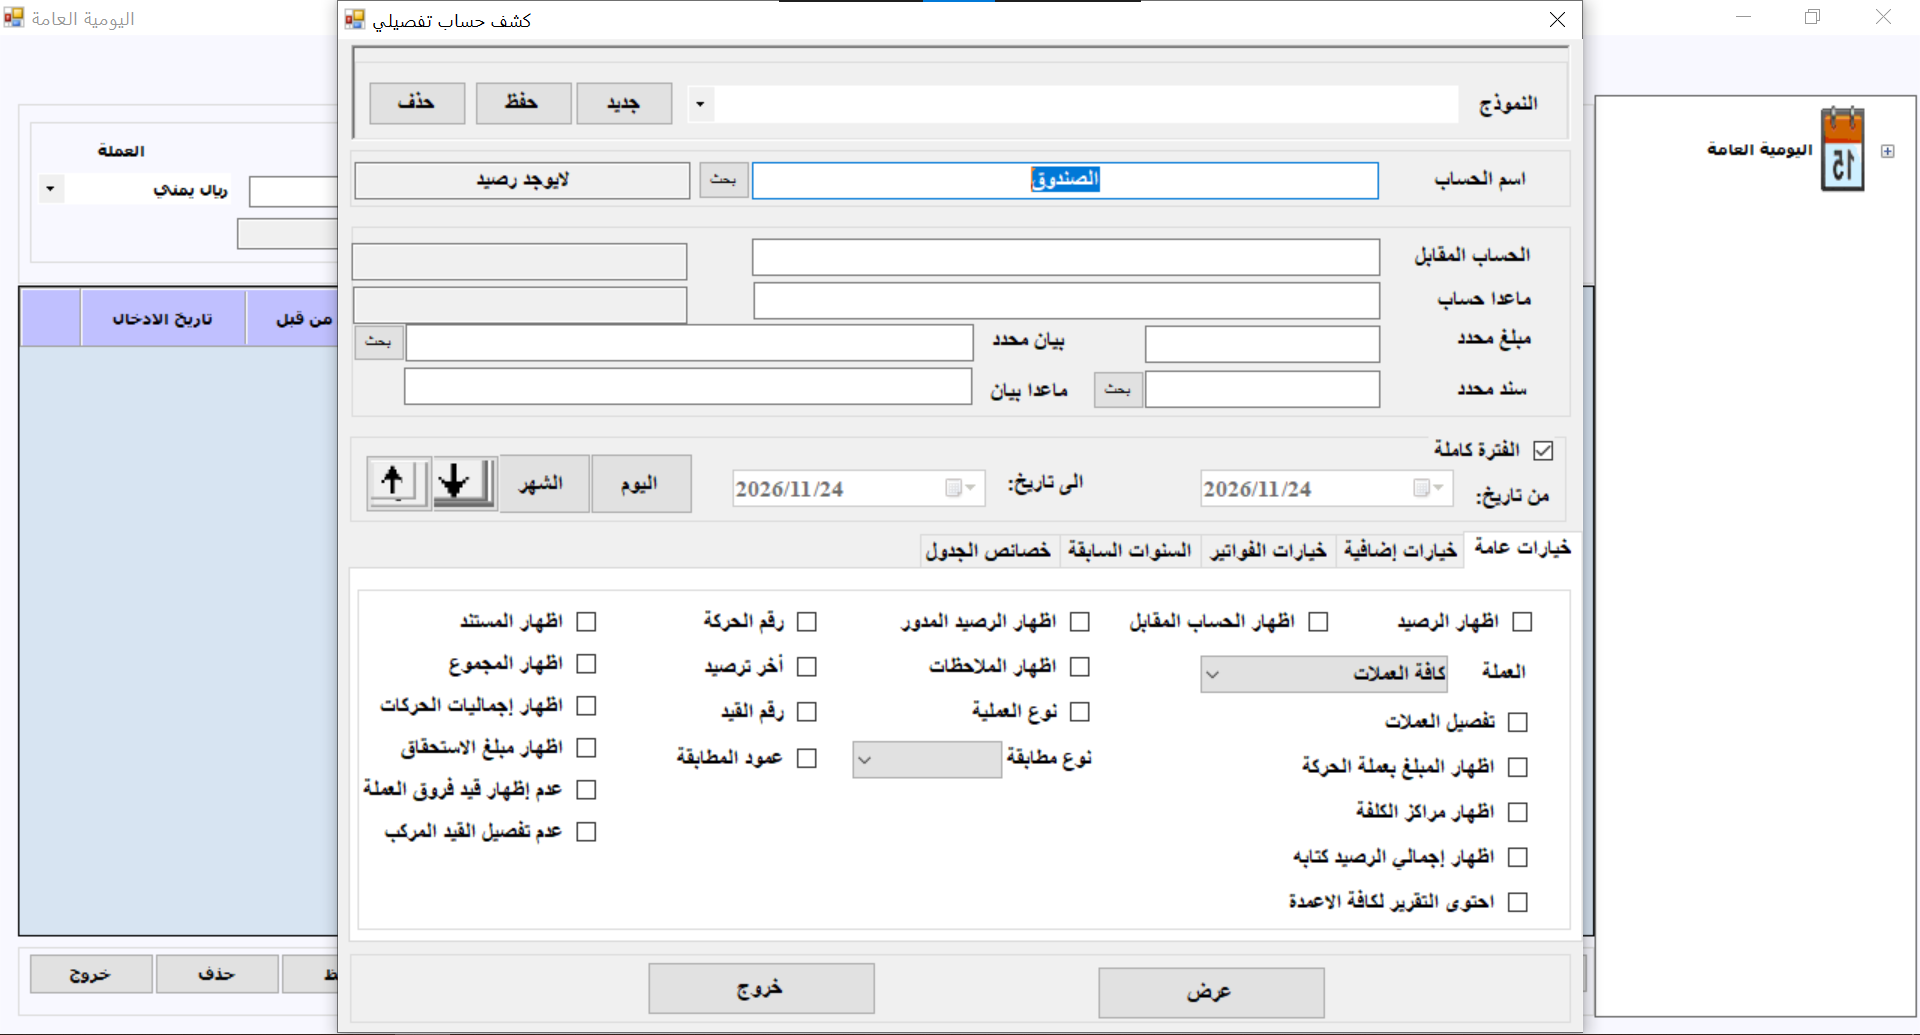 اليومية العامة
كشف حساب تفصيلي
النموذج
جديد
حفظ
حذف
اسم الحساب
الصندوق
بحث
لايوجد رصيد
الحساب المقابل
ماعدا حساب
مبلغ محدد
بيان محدد
بحث
سند محدد
بحث
ماعدا بيان
الفترة كاملة
من تاريخ:
2026/11/24
الى تاريخ:
2026/11/24
اليوم
الشهر
خيارات عامة
خيارات إضافية
خيارات الفواتير
السنوات السابقة
خصائص الجدول
اظهار الرصيد
اظهار الحساب المقابل
اظهار الرصيد المدور
رقم الحركة
اظهار المستند
العملة
كافة العملات
اظهار الملاحظات
أخر ترصيد
اظهار المجموع
تفصيل العملات
نوع العملية
رقم القيد
اظهار إجماليات الحركات
اظهار المبلغ بعملة الحركة
نوع مطابقة
عمود المطابقة
اظهار مبلغ الاستحقاق
اظهار مراكز الكلفة
عدم إظهار قيد فروق العملة
اظهار إجمالي الرصيد كتابه
عدم تفصيل القيد المركب
احتوى التقرير لكافة الاعمدة
عرض
خروج
اليومية العامة
15
العملة
ريال يمني
من قبل
تاريخ الادخال
حذف
خروج